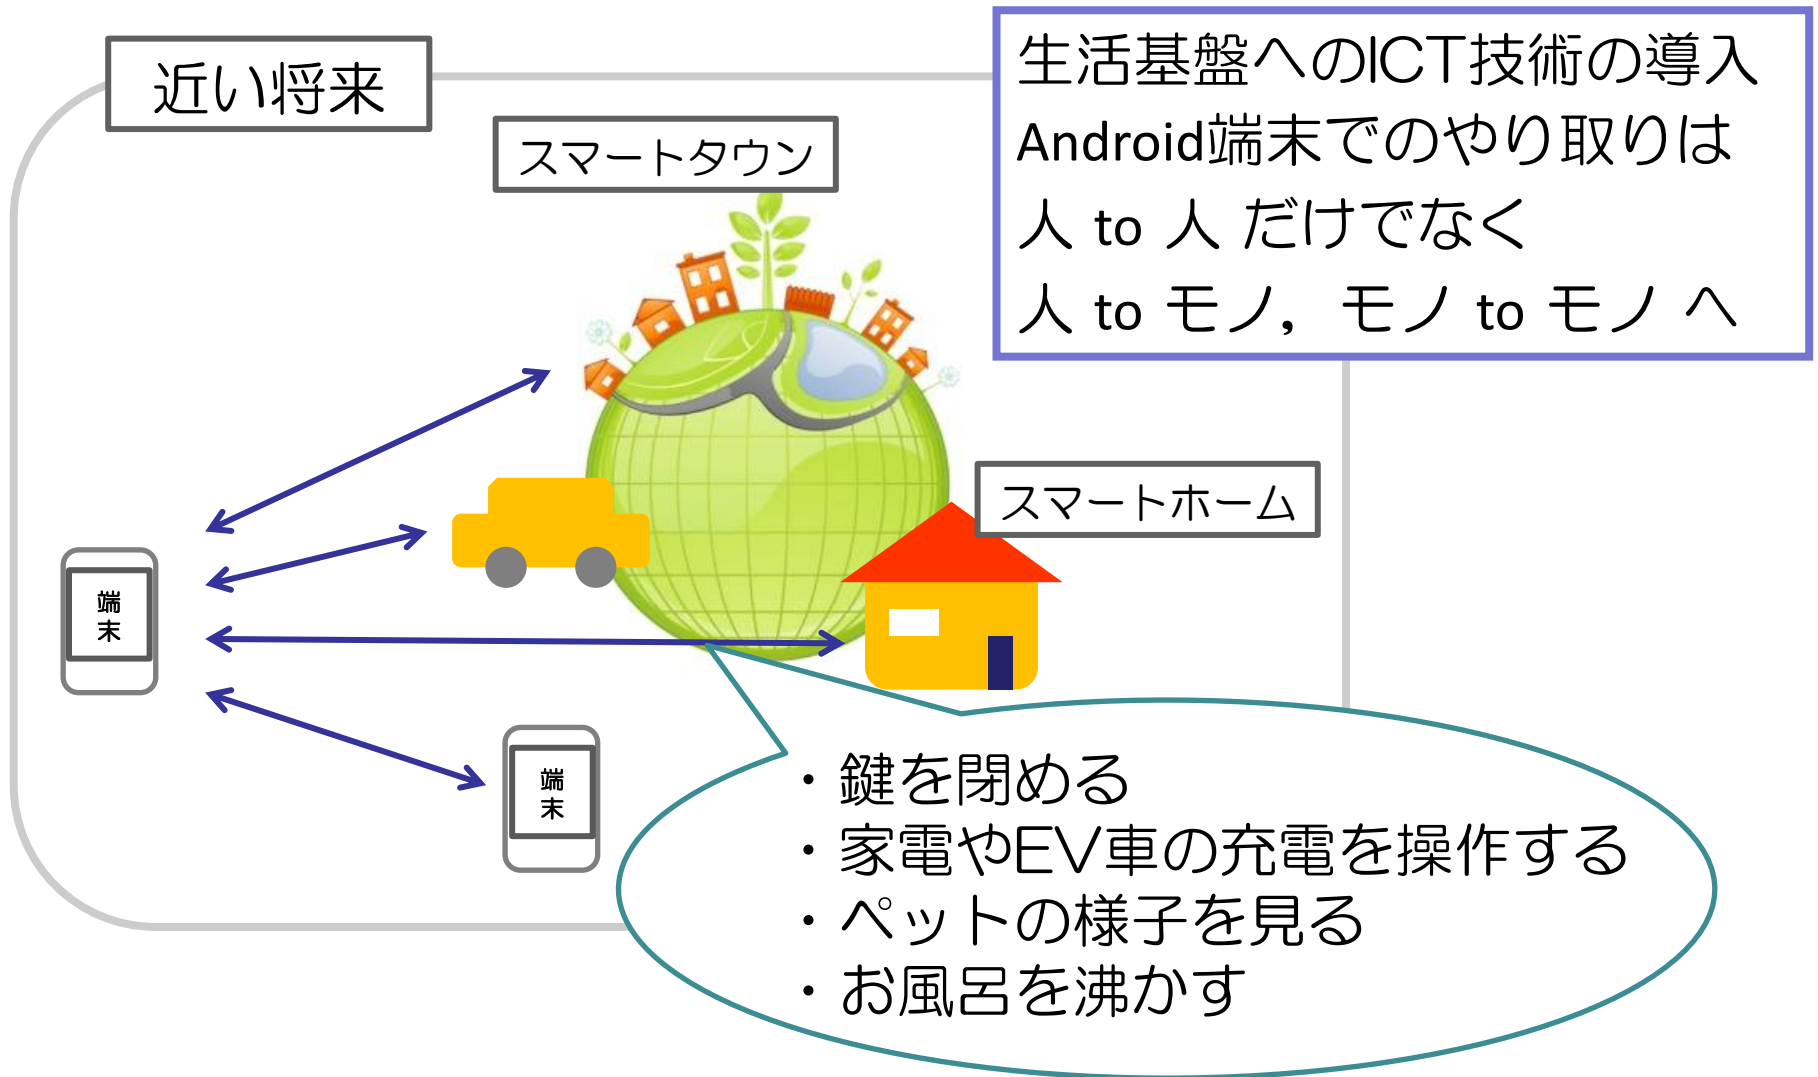 近い将来
生活基盤へのICT技術の導入
Android端末でのやり取りは
人 to 人 だけでなく
人 to モノ，モノ to モノ へ
スマートタウン
スマートホーム
端
末
端
末
・鍵を閉める
・家電やEV車の充電を操作する
・ペットの様子を見る
・お風呂を沸かす